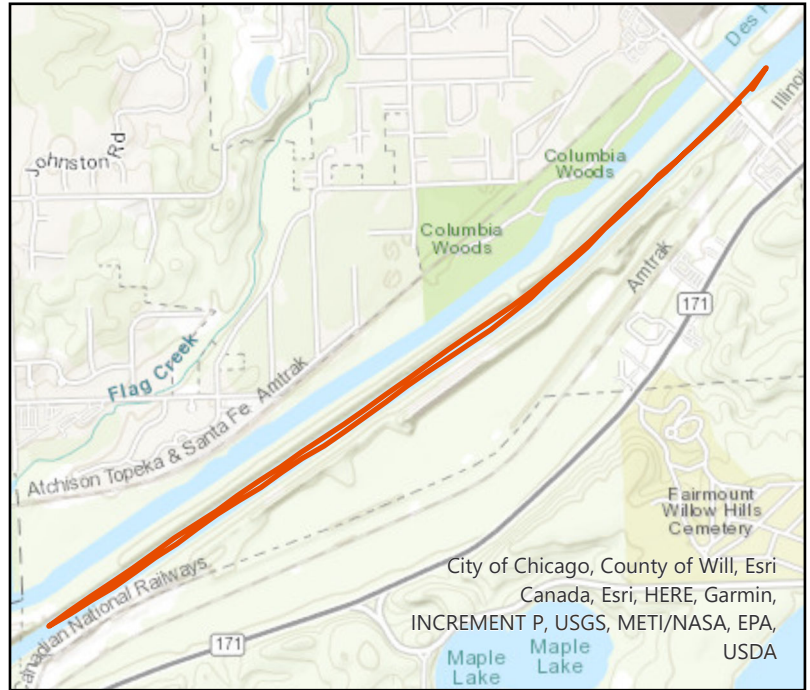 Des
Illinois
Johnston Rd
Columbia
Woods
Columbia
Woods
Amtrak
171
Flag Creek
Atchison Topeka & Santa Fe Amtrak
Fairmount
Willow Hills
Cemetery
Canadian National Railways
171
Maple
Lake
Maple
Lake
City of Chicago, County of Will, Esri
Canada, Esri, HERE, Garmin,
INCREMENT P, USGS, METI/NASA, EPA,
USDA